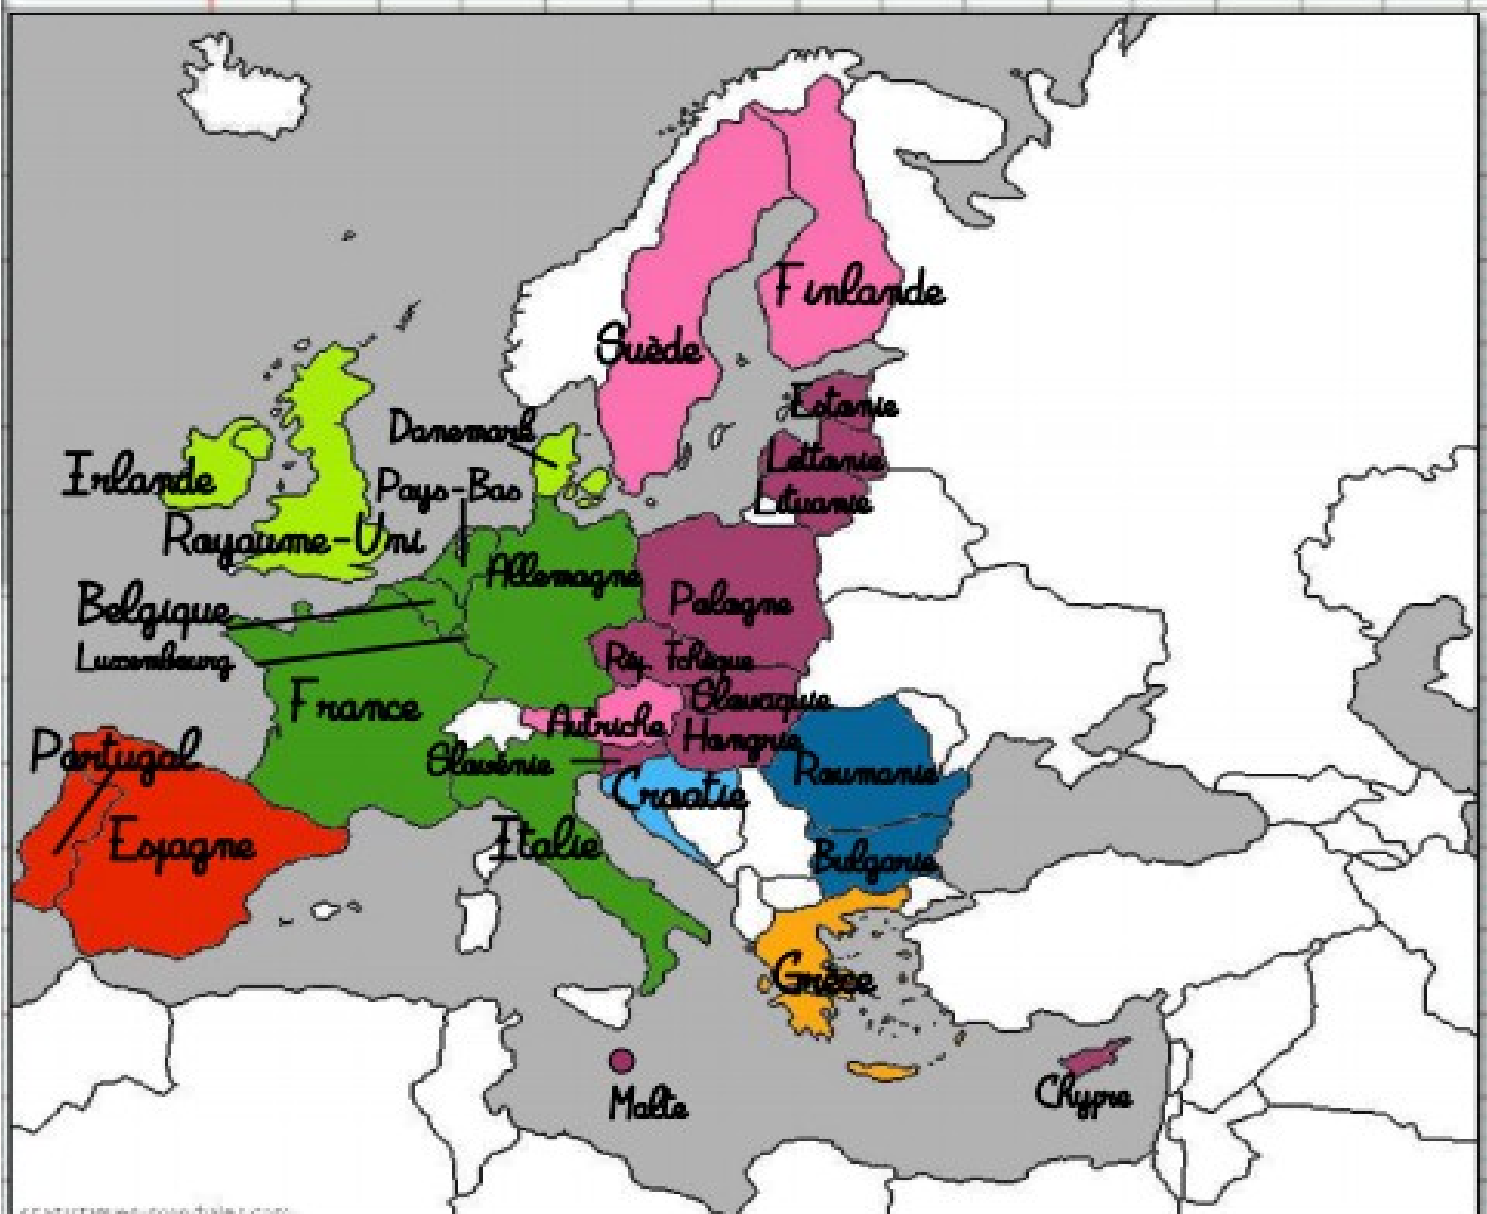 Finlande
Suède
Estonie
Danemark
Lettonie
Irlande
Pays-Bas
Lituanie
Royaume-Uni
Allemagne
Belgique
Pologne
Luxembourg
Rép. Tchèque
Slovaquie
France
Autriche
Hongrie
Portugal
Slovénie
Roumanie
Croatie
Espagne
Italie
Bulgarie
Grèce
Malte
Chypre